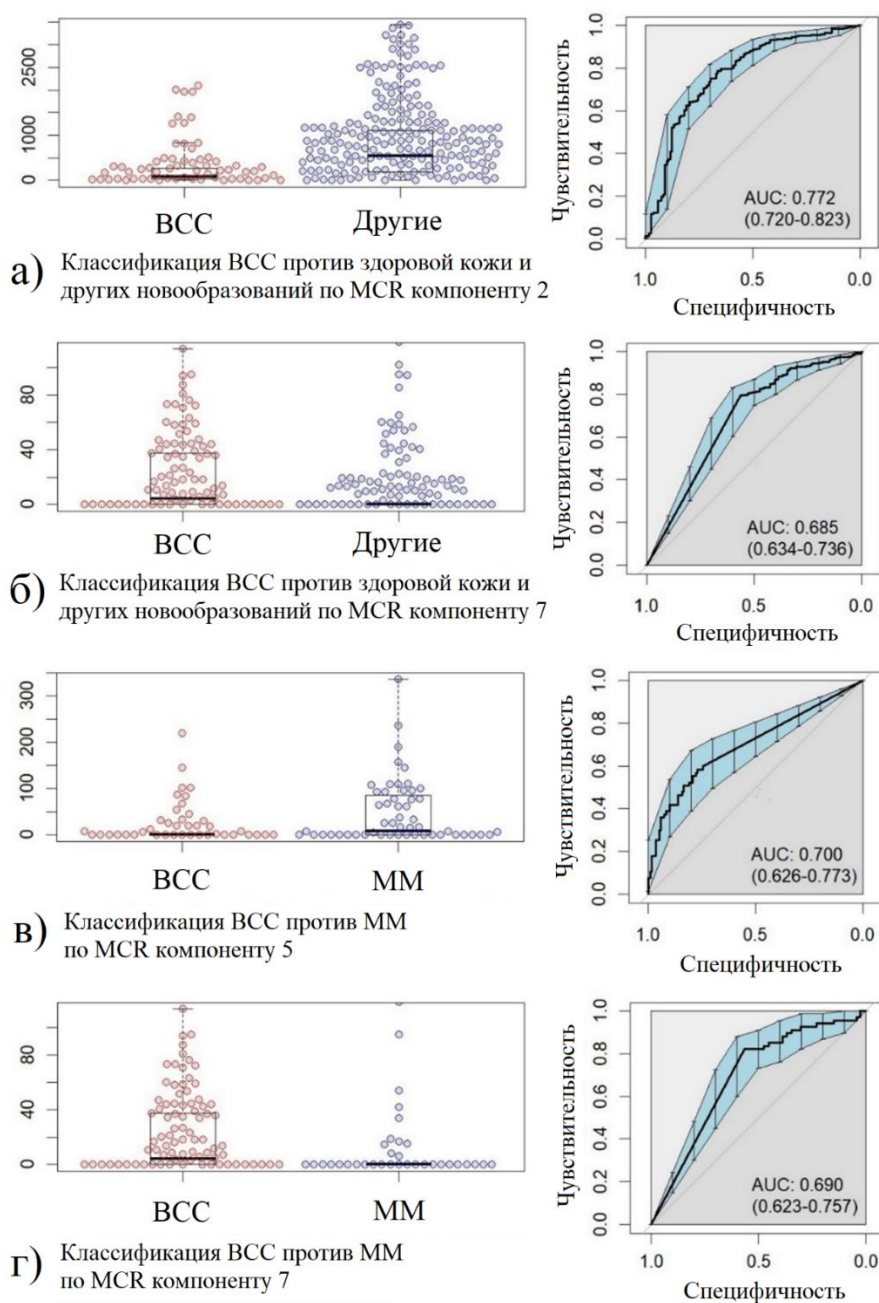 2500
1000
0
BCC
Другие
Чувствительность
1.0
0.8
0.6
0.4
0.2
0.0
AUC: 0.772
(0.720-0.823)
1.0
0.5
0.0
Специфичность
а) Классификация BCC против здоровой кожи и
других новообразований по MCR компоненту 2
80
40
0
BCC
Другие
Чувствительность
1.0
0.8
0.6
0.4
0.2
0.0
AUC: 0.685
(0.634-0.736)
1.0
0.5
0.0
Специфичность
б) Классификация BCC против здоровой кожи и
других новообразований по MCR компоненту 7
300
200
100
0
BCC
MM
Чувствительность
1.0
0.8
0.6
0.4
0.2
0.0
AUC: 0.700
(0.626-0.773)
1.0
0.5
0.0
Специфичность
в) Классификация BCC против MM
по MCR компоненту 5
80
40
0
BCC
MM
Чувствительность
1.0
0.8
0.6
0.4
0.2
0.0
AUC: 0.690
(0.623-0.757)
1.0
0.5
0.0
Специфичность
г) Классификация BCC против MM
по MCR компоненту 7